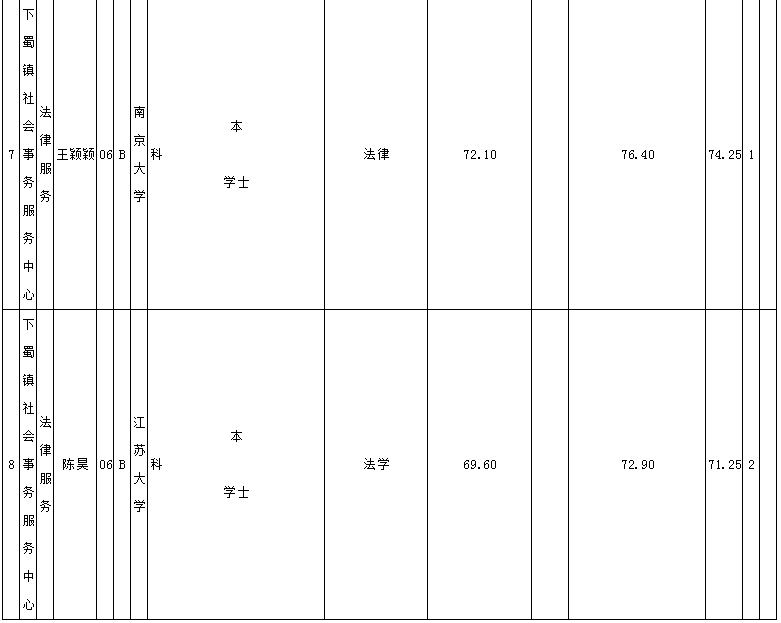 7 下蜀镇社会事务服务中心 法律服务 王颖颖 06 B 南京大学 本科 学士 法律 72.10 76.40 74.25 1
8 下蜀镇社会事务服务中心 法律服务 陈昊 06 B 江苏大学 本科 学士 法学 69.60 72.90 71.25 2